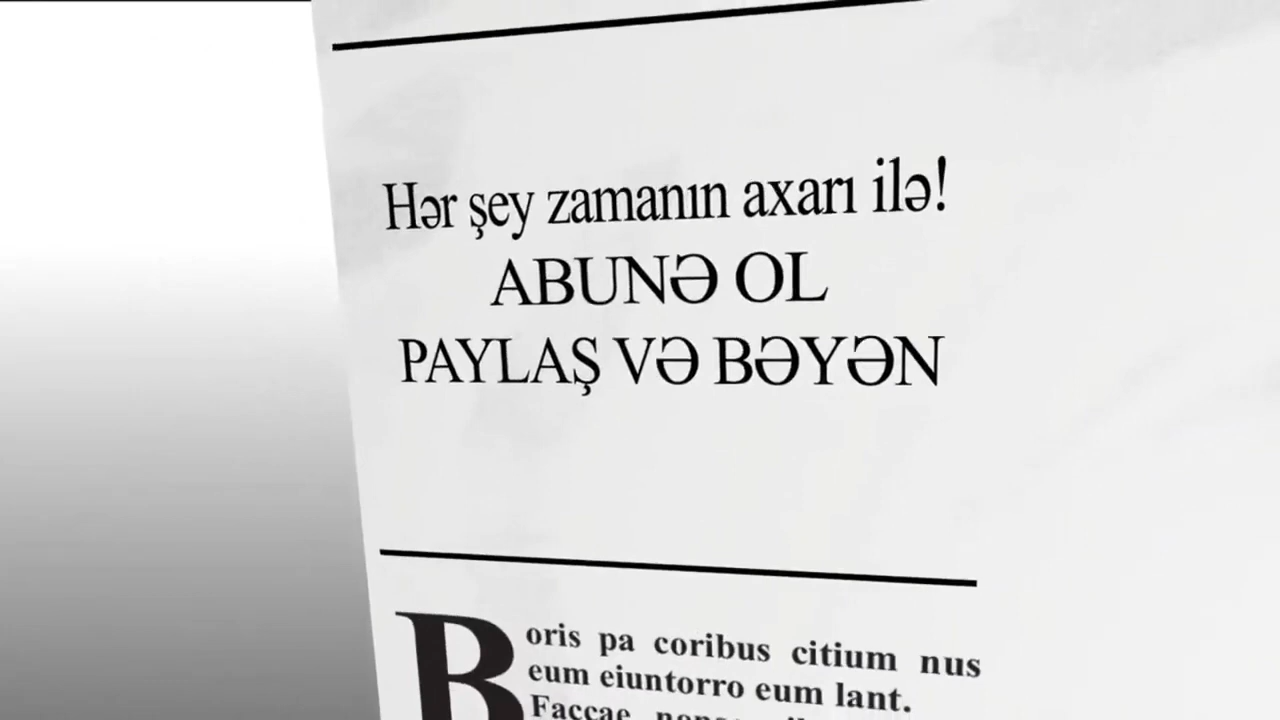 Hər şey zamanın axarı ilə!
ABUNƏ OL
PAYLAŞ VƏ BƏYƏN
Boris pa coribus citium nus
eum eiuntorro eum lant.
Faccae